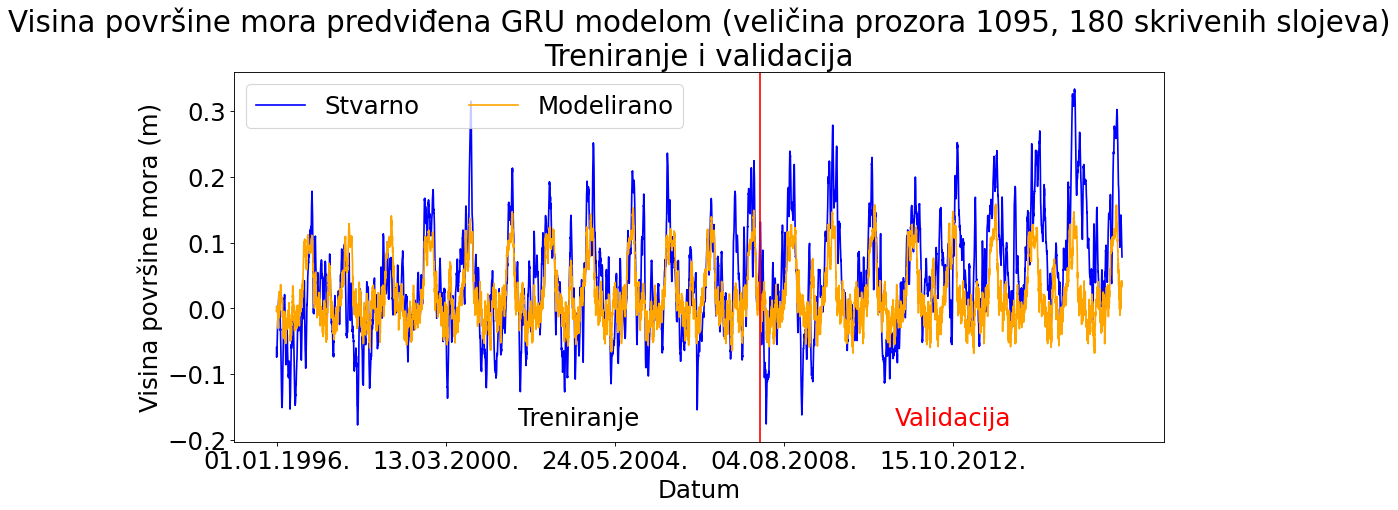 Visina površine mora predviđena GRU modelom (veličina prozora 1095, 180 skrivenih slojeva)
Treniranje i validacija
Stvarno
Modelirano
Visina površine mora (m)
0.3
0.2
0.1
0.0
−0.1
−0.2
Treniranje
Validacija
01.01.1996.
13.03.2000.
24.05.2004.
04.08.2008.
15.10.2012.
Datum